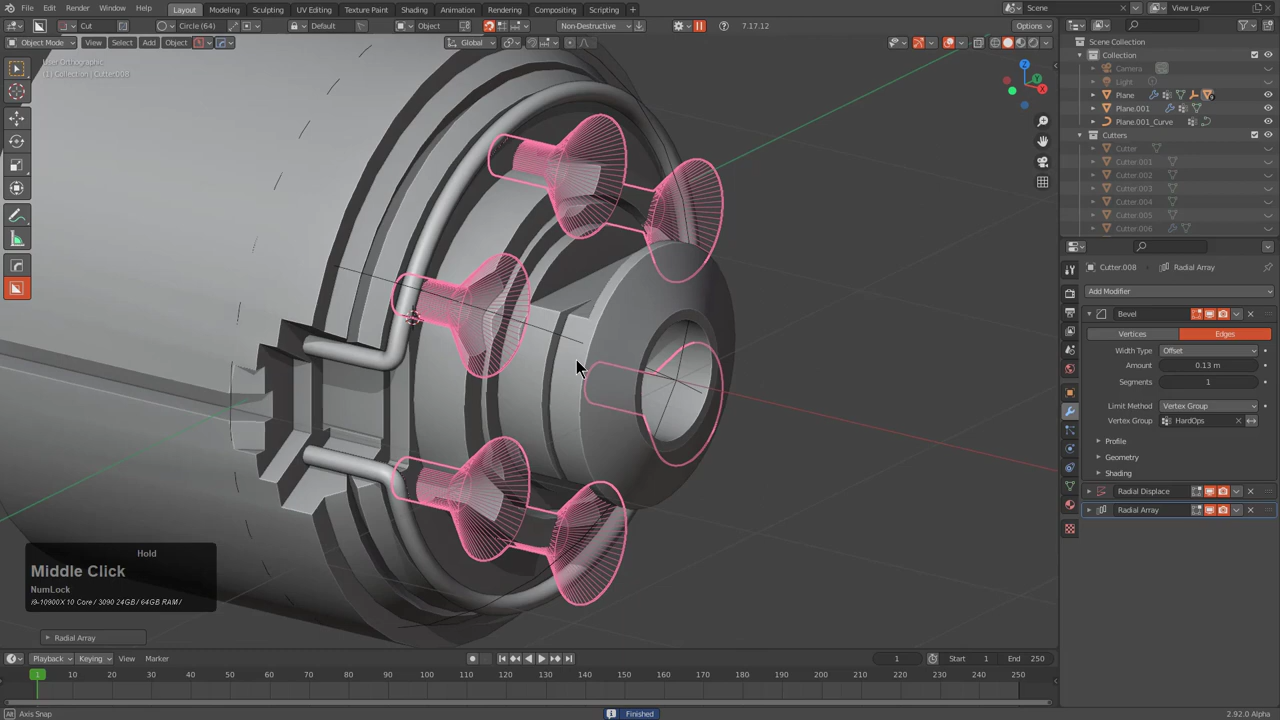 File Edit Render Window Help
Layout Modeling Sculpting UV Editing Texture Paint Shading Animation Rendering Compositing Scripting +
Scene View Layer
Cut Circle (64) Default Object Non-Destructive 7.17.12 Options
Object Mode View Select Add Object Global
User Orthographic
(1) Collection | Cutter.008
Z
Y
X
Scene Collection
Collection
Camera
Light
Plane
Plane.001
Plane.001_Curve
Cutters
Cutter
Cutter.001
Cutter.002
Cutter.003
Cutter.004
Cutter.005
Cutter.006
Cutter.008 Radial Array
Add Modifier
Bevel
Vertices Edges
Width Type Offset
Amount 0.13 m
Segments 1
Limit Method Vertex Group
Vertex Group HardOps
Profile
Geometry
Shading
Radial Displace
Radial Array
Hold
Middle Click
NumLock
i9-10900X 10 Core / 3090 24GB / 64GB RAM /
Radial Array
Playback Keying View Marker 1 Start 1 End 250
1 10 20 30 40 50 60 70 80 90 100 110 120 130 140 150 160 170 180 190 200 210 220 230 240 250
Alt Axis Snap Finished 2.92.0 Alpha